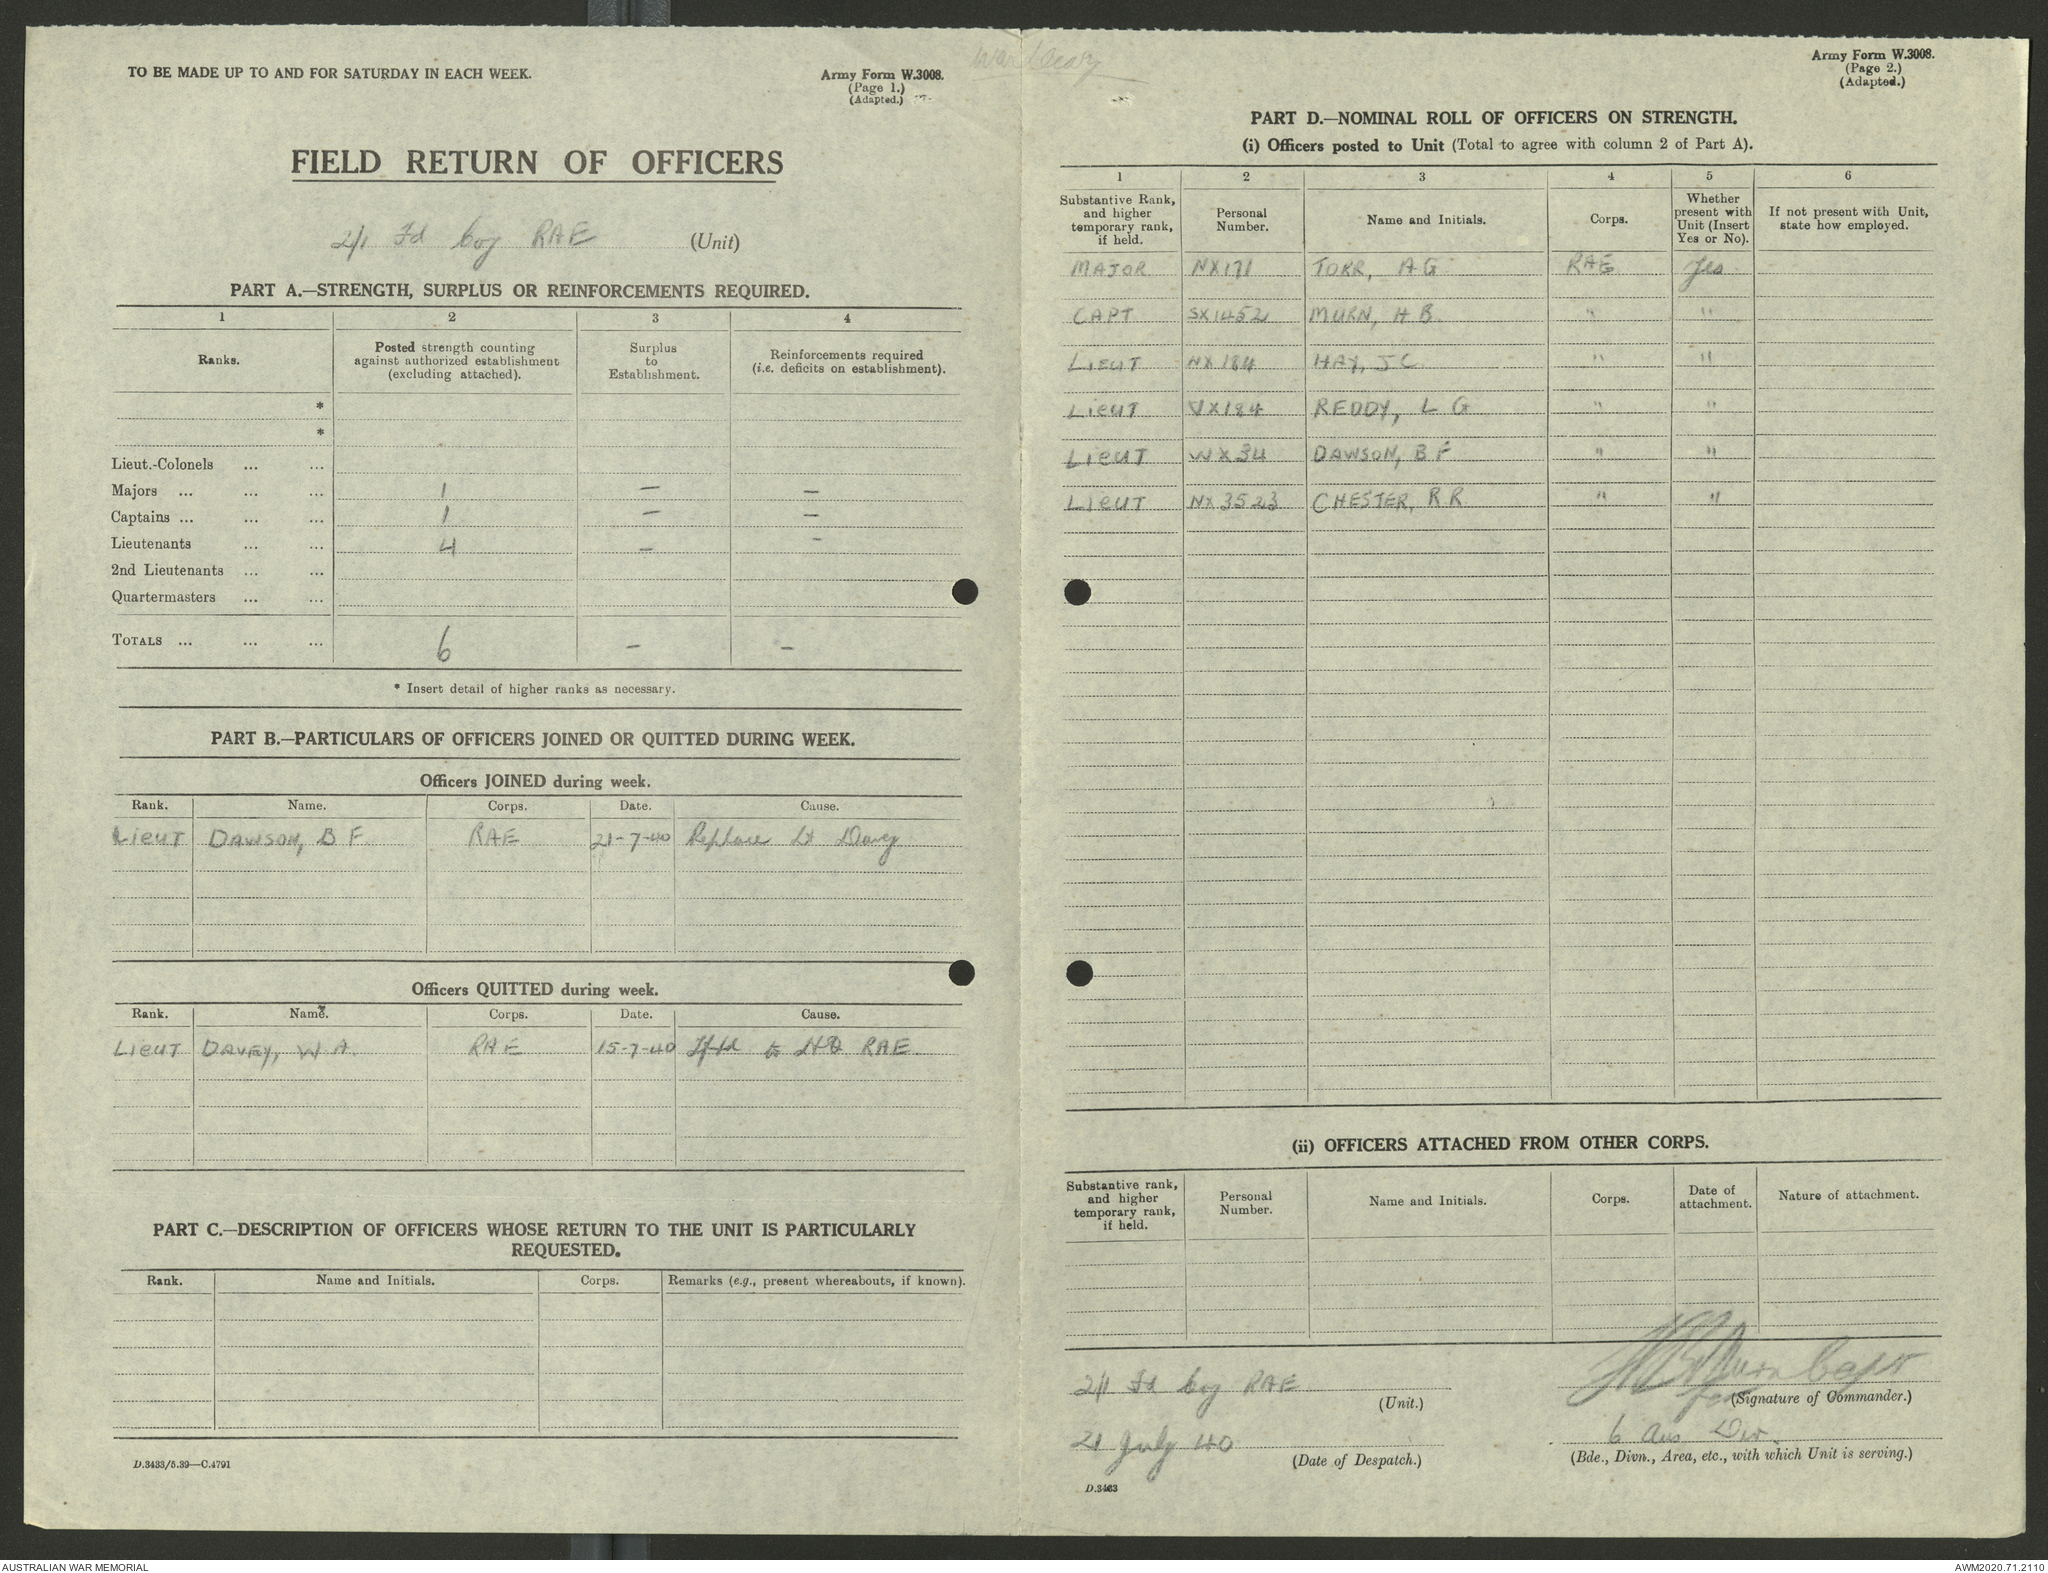 War Diary
TO BE MADE UP TO AND FOR SATURDAY IN EACH WEEK.
Army Form W.3008.
(Page 1.)
(Adapted.)
FIELD RETURN OF OFFICERS
2/1 Fd Coy RAE (Unit)
PART A.—STRENGTH, SURPLUS OR REINFORCEMENTS REQUIRED.
1 2 3 4
Ranks. Posted strength counting against authorized establishment (excluding attached). Surplus to Establishment. Reinforcements required (i.e. deficits on establishment).
*
*
Lieut.-Colonels ... ...
Majors ... ... ... 1 — —
Captains ... ... ... 1 — —
Lieutenants ... ... 4 — -
2nd Lieutenants ... ...
Quartermasters ... ...
TOTALS ... ... ... 6 - -
* Insert detail of higher ranks as necessary.
PART B.—PARTICULARS OF OFFICERS JOINED OR QUITTED DURING WEEK.
Officers JOINED during week.
Rank. Name. Corps. Date. Cause.
Lieut DAWSON, B F RAE 21-7-40 Replace Lt Davey
Officers QUITTED during week.
Rank. Name. Corps. Date. Cause.
Lieut DAVEY, W A. RAE 15-7-40 Tfd to HQ RAE
PART C.—DESCRIPTION OF OFFICERS WHOSE RETURN TO THE UNIT IS PARTICULARLY
REQUESTED.
Rank. Name and Initials. Corps. Remarks (e.g., present whereabouts, if known).
D.3433/5.39—C.4791
Army Form W.3008.
(Page 2.)
(Adapted.)
PART D.—NOMINAL ROLL OF OFFICERS ON STRENGTH.
(i) Officers posted to Unit (Total to agree with column 2 of Part A).
1 2 3 4 5 6
Substantive Rank, and higher temporary rank, if held. Personal Number. Name and Initials. Corps. Whether present with Unit (Insert Yes or No). If not present with Unit, state how employed.
MAJOR NX171 TORR, AG RAE Yes
CAPT SX1452 MURN, H B. " "
Lieut NX184 HAY, J C " "
Lieut VX184 REDDY, L G " "
Lieut WX34 DAWSON, B F " "
Lieut NX3523 CHESTER, R R " "
(ii) OFFICERS ATTACHED FROM OTHER CORPS.
Substantive rank, and higher temporary rank, if held. Personal Number. Name and Initials. Corps. Date of attachment. Nature of attachment.
2/1 Fd Coy RAE (Unit.)
H B Murn Capt
(Signature of Commander.)
21 July 40 (Date of Despatch.)
6 Aus Div.
(Bde., Divn., Area, etc., with which Unit is serving.)
D.3433
AUSTRALIAN WAR MEMORIAL
AWM2020.71.2110